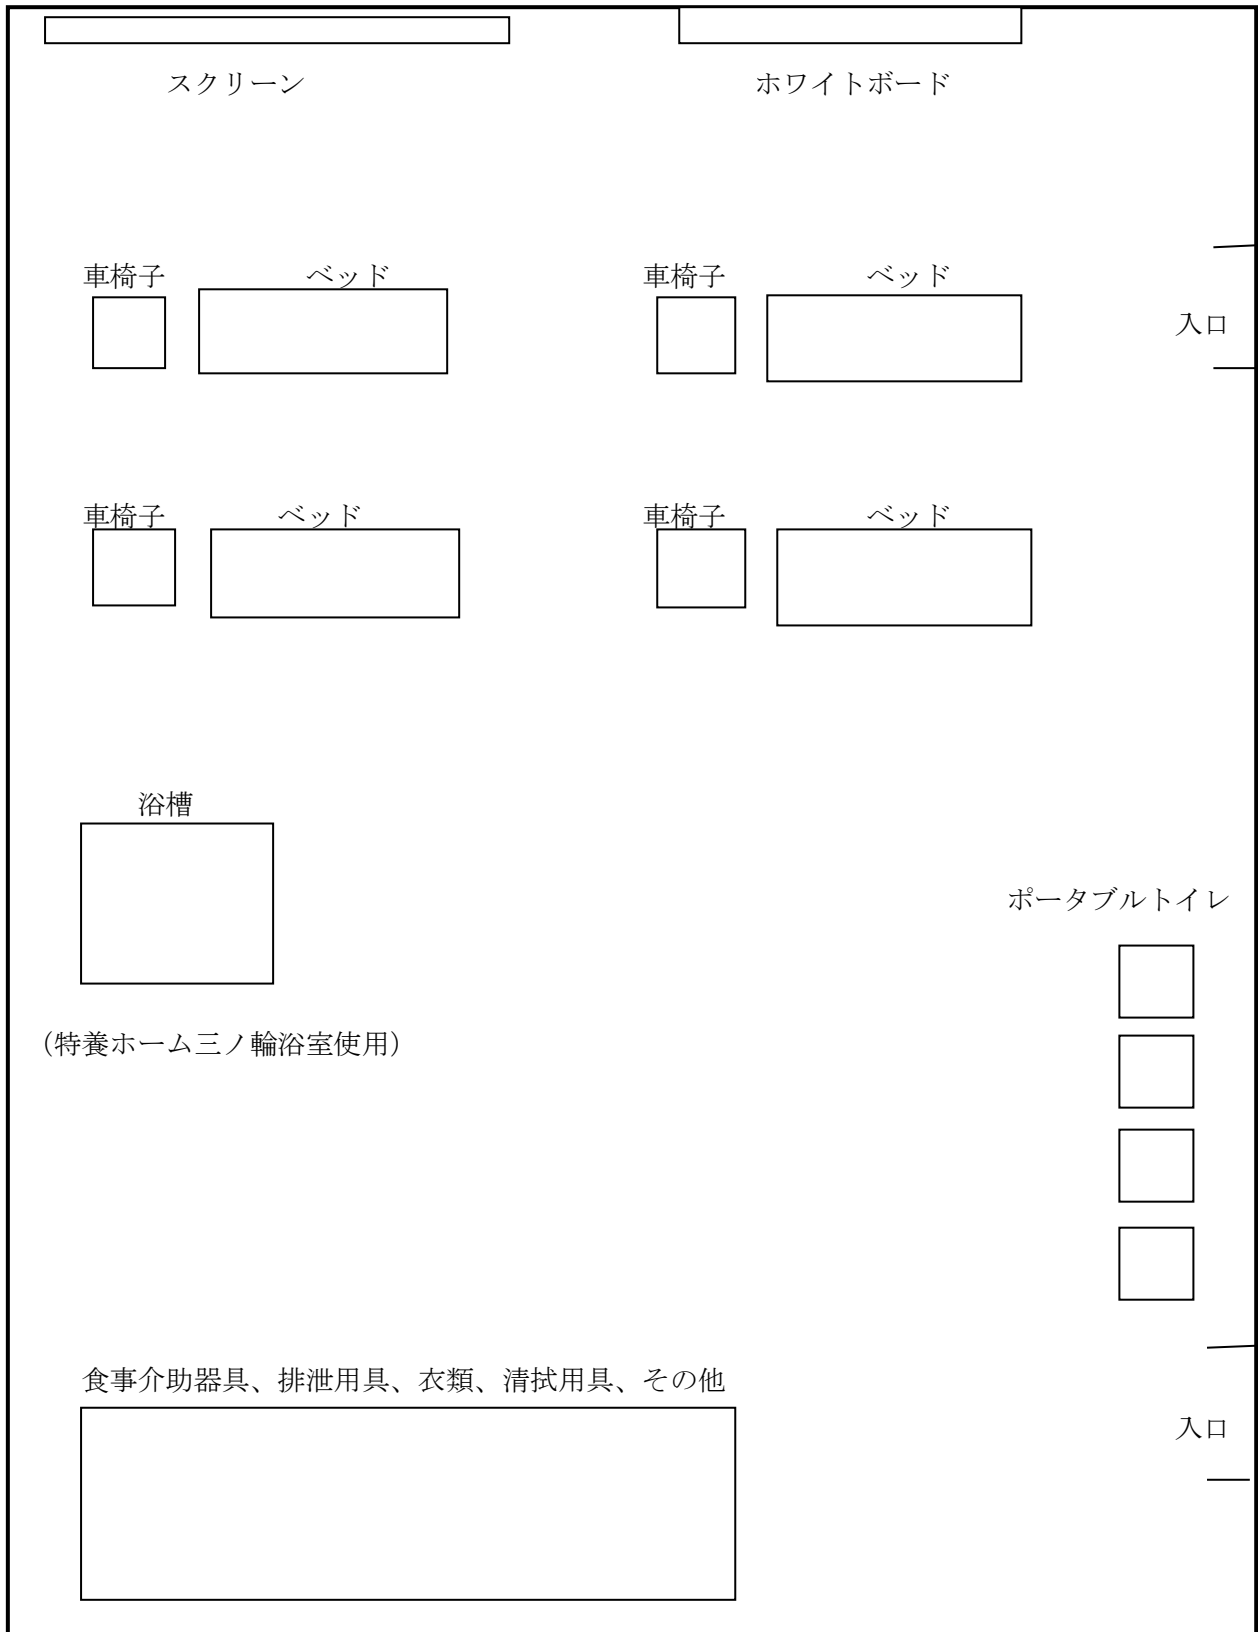 スクリーン
ホワイトボード
車椅子
ベッド
車椅子
ベッド
入口
車椅子
ベッド
車椅子
ベッド
浴槽
ポータブルトイレ
（特養ホーム三ノ輪浴室使用）
食事介助器具、排泄用具、衣類、清拭用具、その他
入口